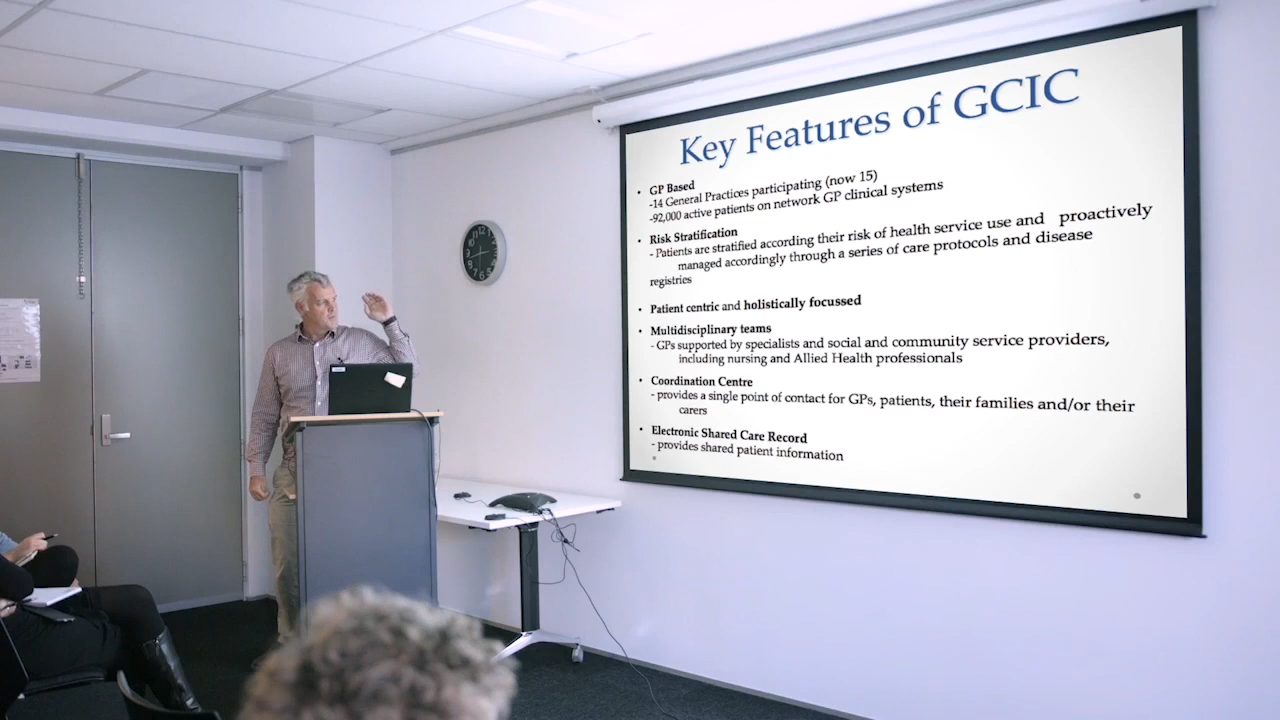 Key Features of GCIC
• GP Based
-14 General Practices participating (now 15)
-92,000 active patients on network GP clinical systems
• Risk Stratification
- Patients are stratified according their risk of health service use and proactively
managed accordingly through a series of care protocols and disease
registries
• Patient centric and holistically focussed
• Multidisciplinary teams
- GPs supported by specialists and social and community service providers,
including nursing and Allied Health professionals
• Coordination Centre
- provides a single point of contact for GPs, patients, their families and/or their
carers
• Electronic Shared Care Record
- provides shared patient information